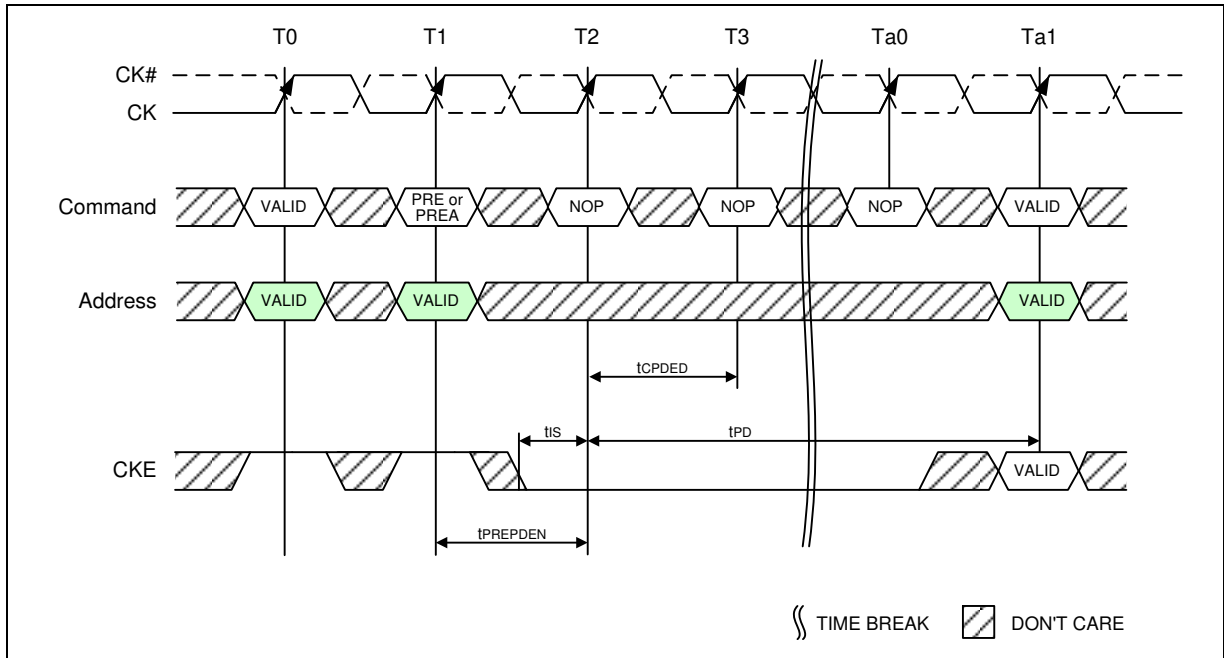 T0 T1 T2 T3 Ta0 Ta1
CK#
CK
Command VALID PRE or PREA NOP NOP NOP VALID
Address VALID VALID VALID
tCPDED
tIS tPD
CKE VALID
tPREPDEN
TIME BREAK DON'T CARE